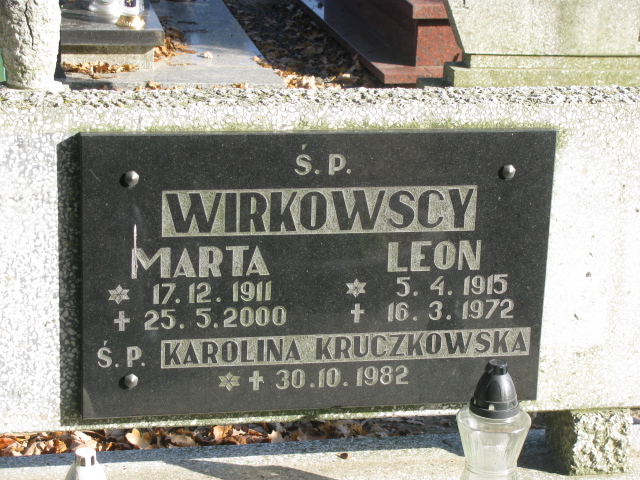 Ś. P.
WIRKOWSCY
MARTA LEON
✡ 17. 12. 1911 ✡ 5. 4. 1915
✝ 25. 5. 2000 ✝ 16. 3. 1972
Ś. P. KAROLINA KRUCZKOWSKA
✡ ✝ 30. 10. 1982